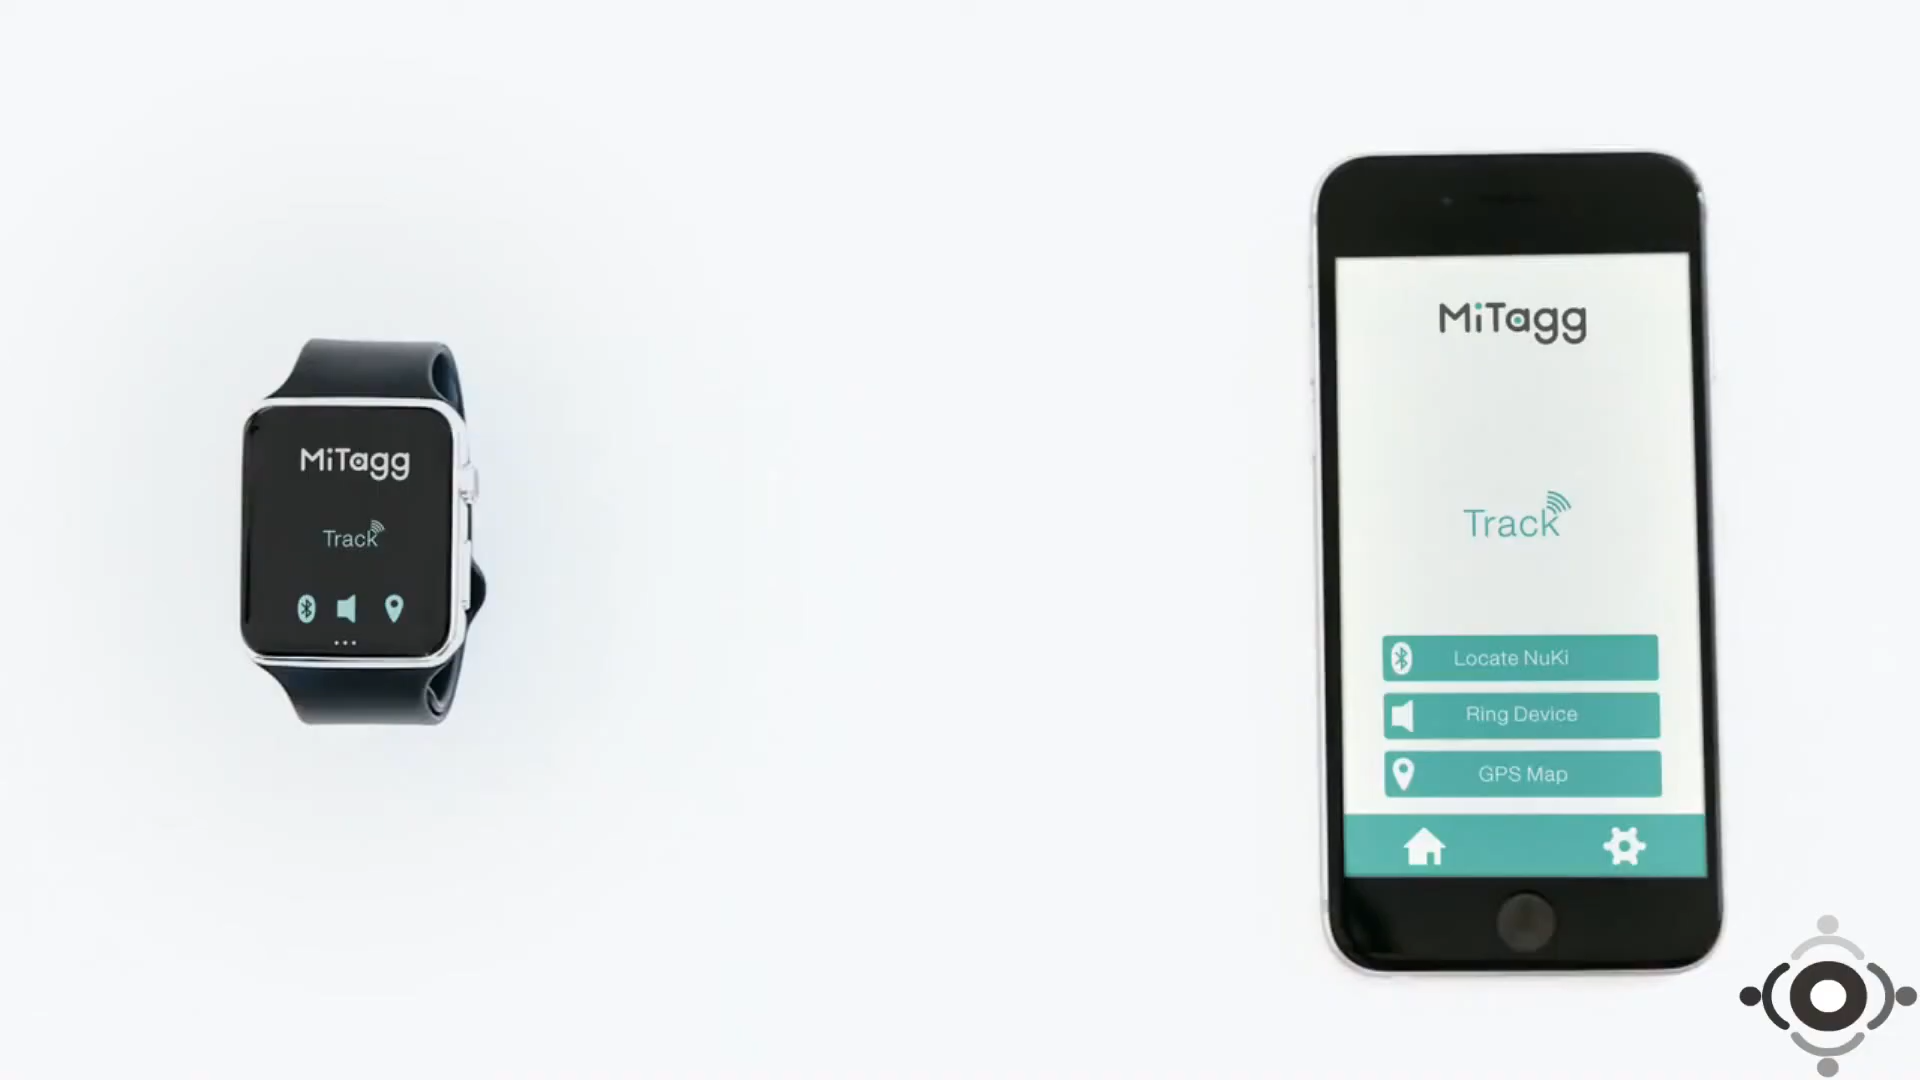 MiTagg
Track
MiTagg
Track
Locate NuKi
Ring Device
GPS Map